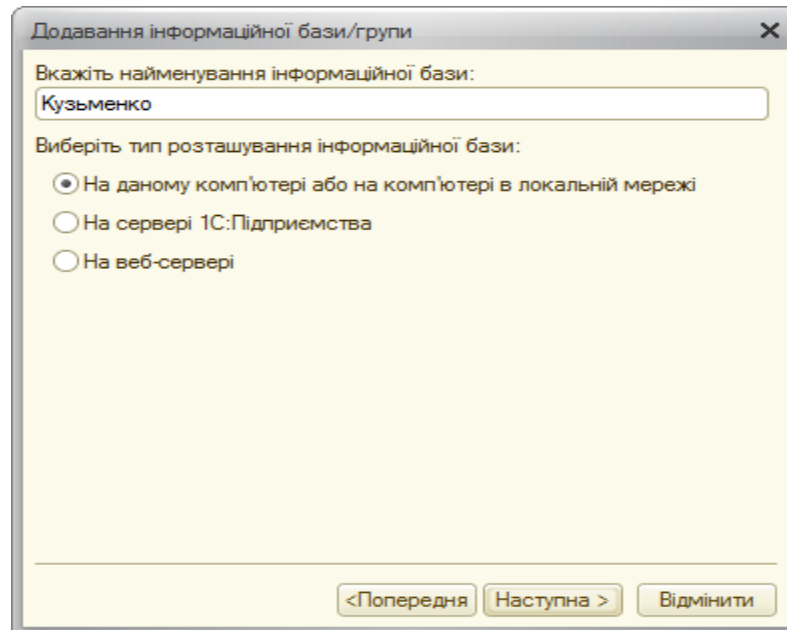 Додавання інформаційної бази/групи
Вкажіть найменування інформаційної бази:
Кузьменко
Виберіть тип розташування інформаційної бази:
На даному комп'ютері або на комп'ютері в локальній мережі
На сервері 1С:Підприємства
На веб-сервері
<Попередня Наступна > Відмінити